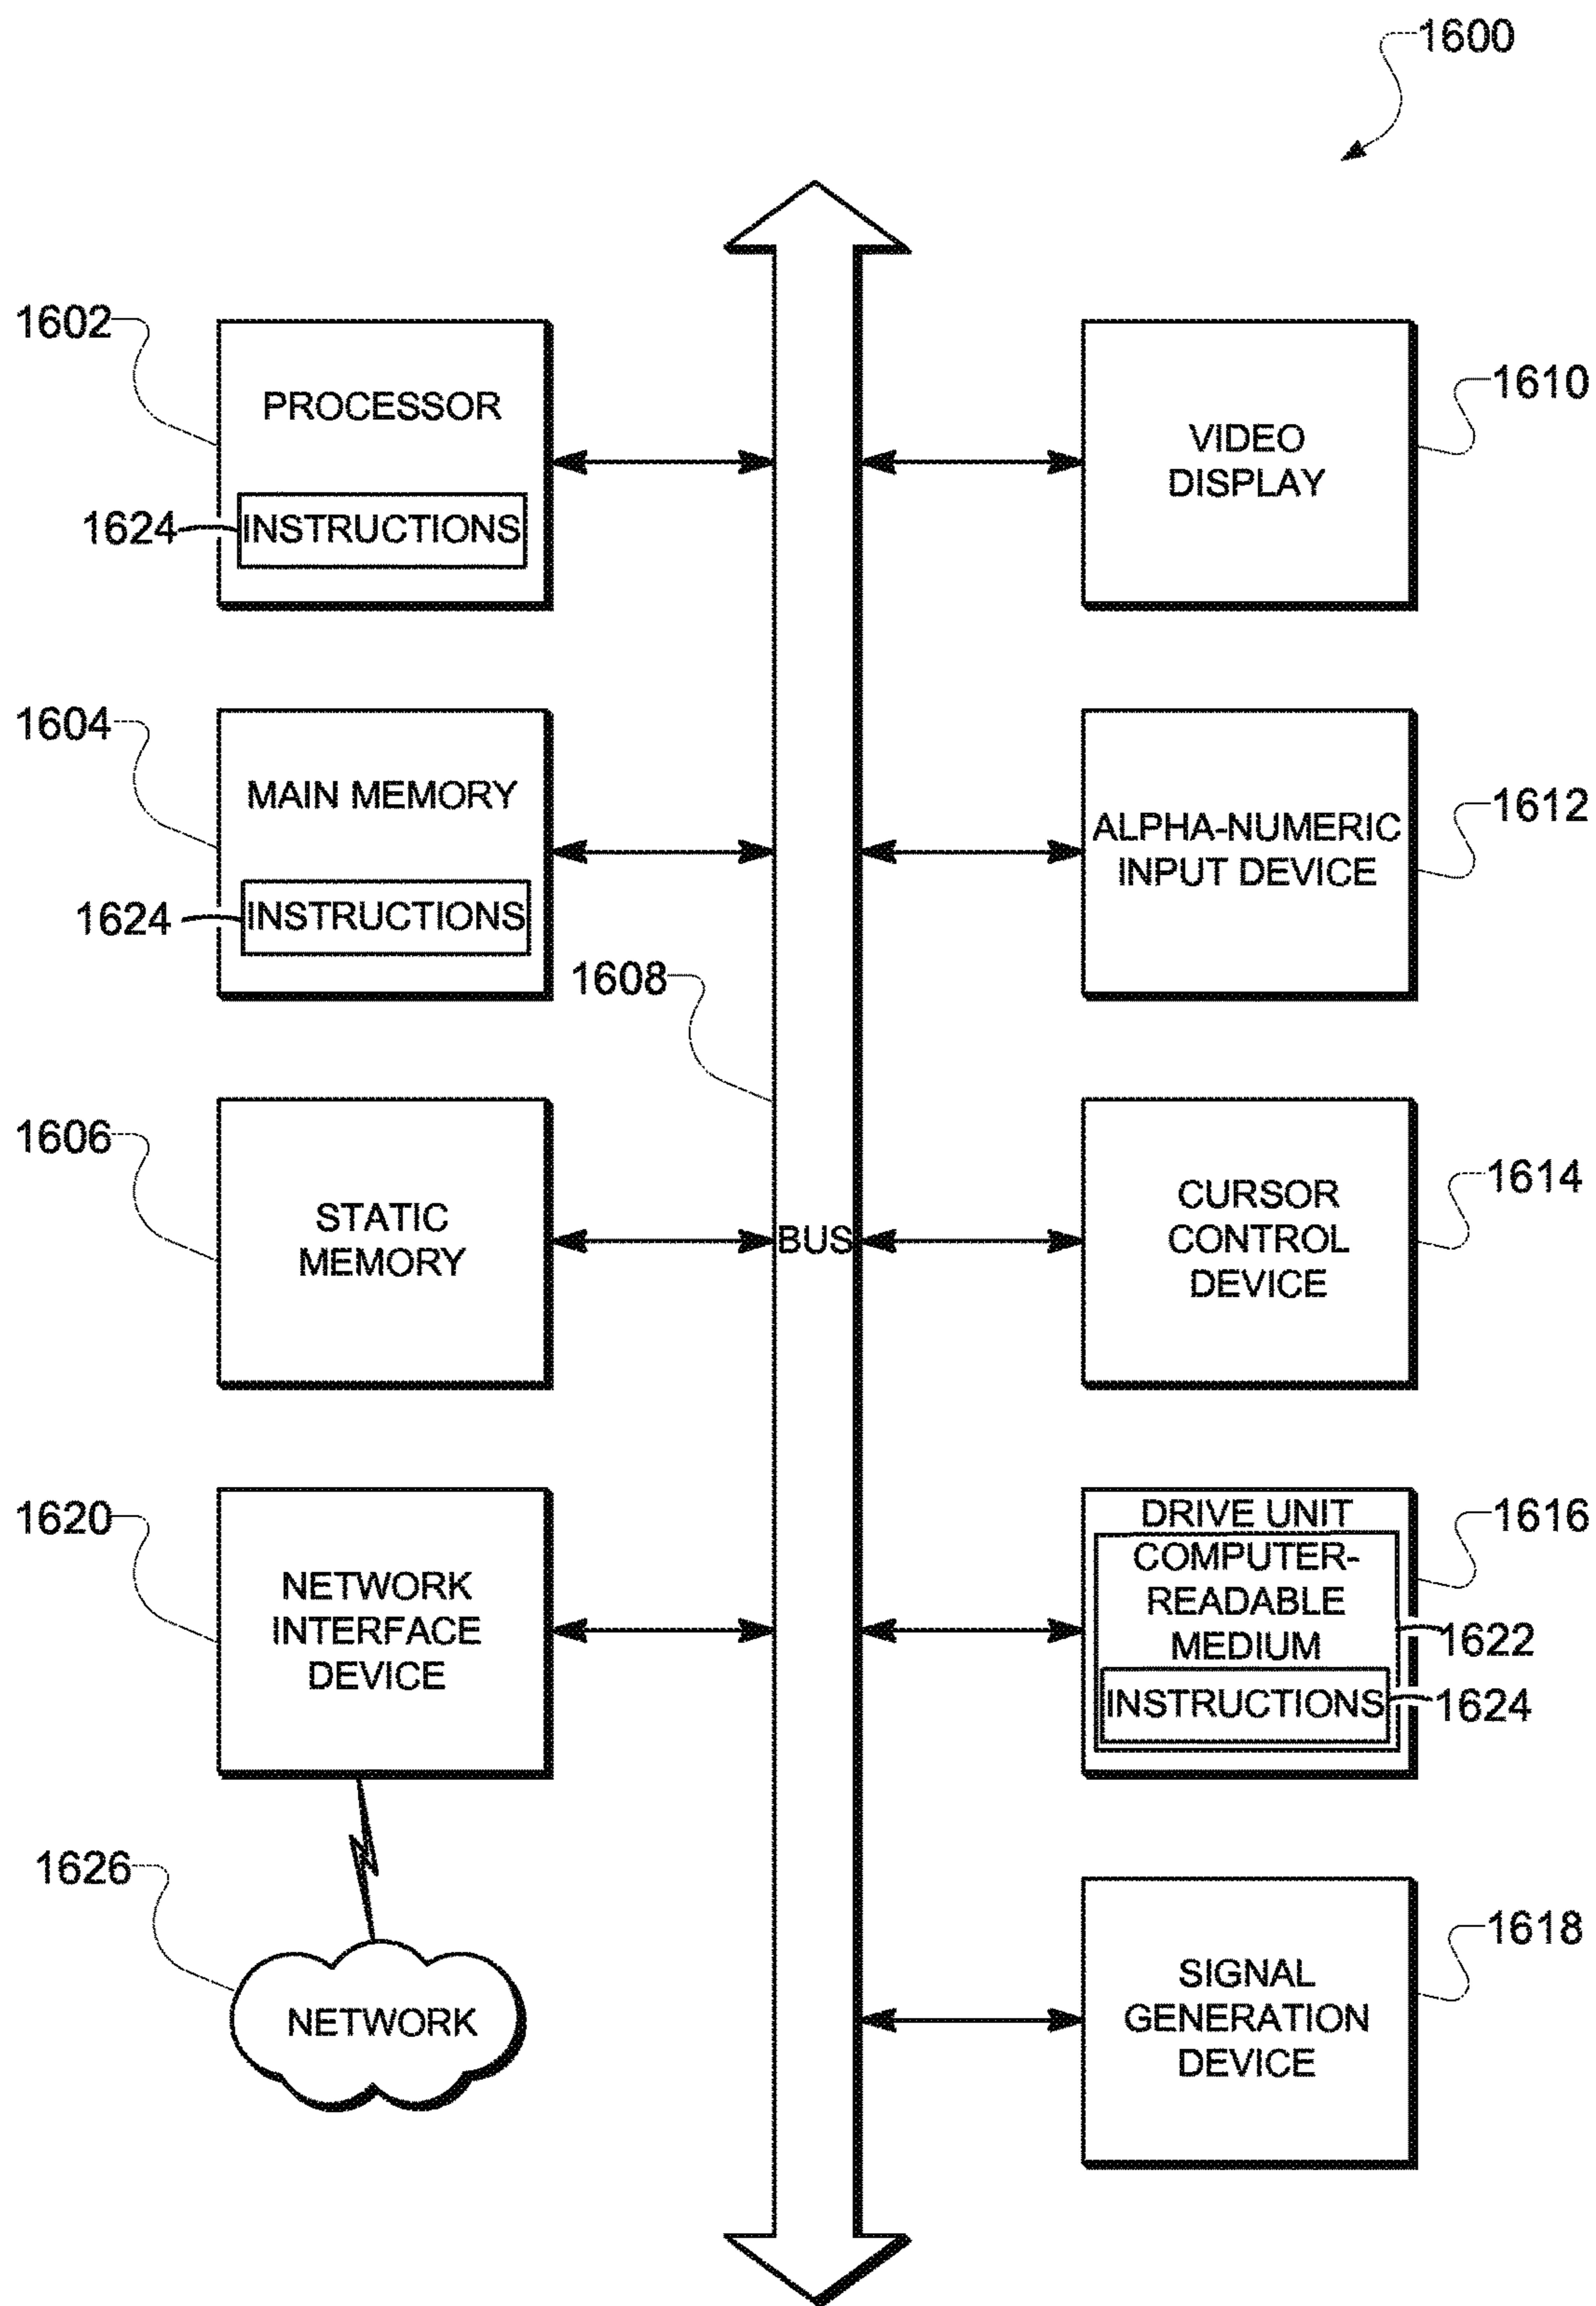 1600
1602
PROCESSOR
1624
INSTRUCTIONS
1610
VIDEO
DISPLAY
1604
MAIN MEMORY
1624
INSTRUCTIONS
1612
ALPHA-NUMERIC
INPUT DEVICE
1608
BUS
1606
STATIC
MEMORY
1614
CURSOR
CONTROL
DEVICE
1620
NETWORK
INTERFACE
DEVICE
1616
DRIVE UNIT
COMPUTER-
READABLE
MEDIUM
1622
INSTRUCTIONS
1624
1626
NETWORK
1618
SIGNAL
GENERATION
DEVICE